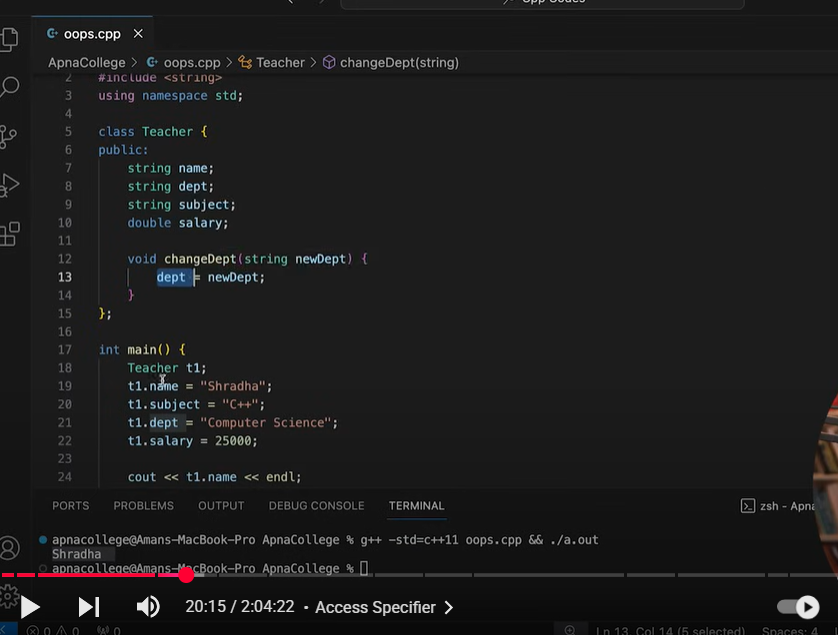 oops.cpp
ApnaCollege > oops.cpp > Teacher > changeDept(string)
2 #include <string>
3 using namespace std;
4
5 class Teacher {
6 public:
7 string name;
8 string dept;
9 string subject;
10 double salary;
11
12 void changeDept(string newDept) {
13 dept = newDept;
14 }
15 };
16
17 int main() {
18 Teacher t1;
19 t1.name = "Shradha";
20 t1.subject = "C++";
21 t1.dept = "Computer Science";
22 t1.salary = 25000;
23
24 cout << t1.name << endl;
PORTS PROBLEMS OUTPUT DEBUG CONSOLE TERMINAL zsh - Apna
apnacollege@Amans-MacBook-Pro ApnaCollege % g++ -std=c++11 oops.cpp && ./a.out
Shradha
apnacollege@Amans-MacBook-Pro ApnaCollege %
20:15 / 2:04:22 • Access Specifier >
0 0 0 Ln 13, Col 14 (5 selected) Spaces: 4